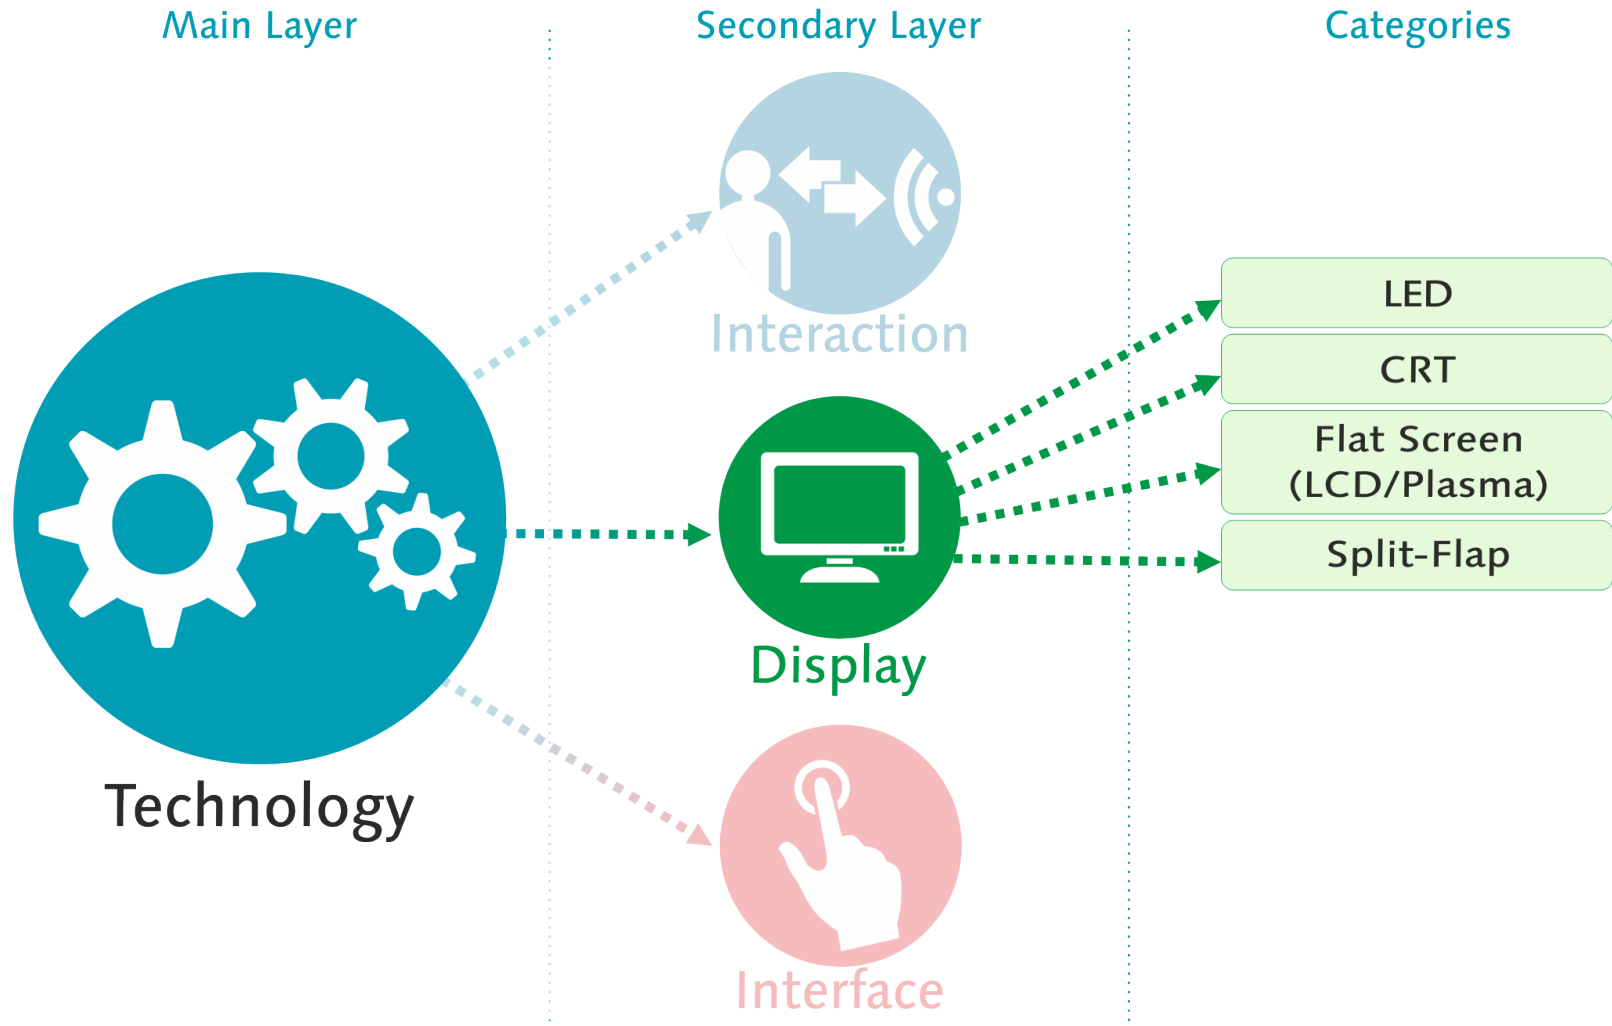 Main Layer
Secondary Layer
Categories
Interaction
LED
CRT
Flat Screen
(LCD/Plasma)
Split-Flap
Display
Technology
Interface